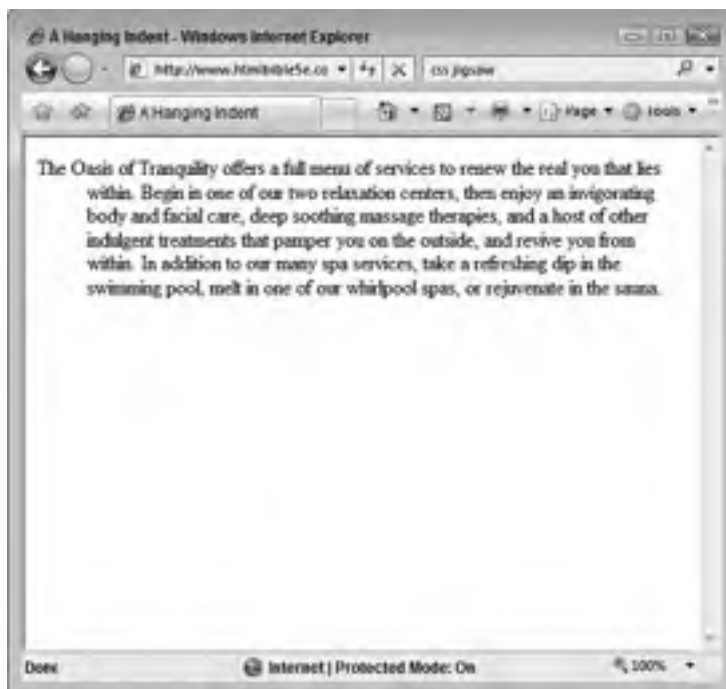 A Hanging Indent - Windows Internet Explorer
http://www.htmlbible5e.co css jigsaw
A Hanging Indent Page Tools
The Oasis of Tranquility offers a full menu of services to renew the real you that lies
within. Begin in one of our two relaxation centers, then enjoy an invigorating
body and facial care, deep soothing massage therapies, and a host of other
indulgent treatments that pamper you on the outside, and revive you from
within. In addition to our many spa services, take a refreshing dip in the
swimming pool, melt in one of our whirlpool spas, or rejuvenate in the sauna.
Done Internet | Protected Mode: On 100%